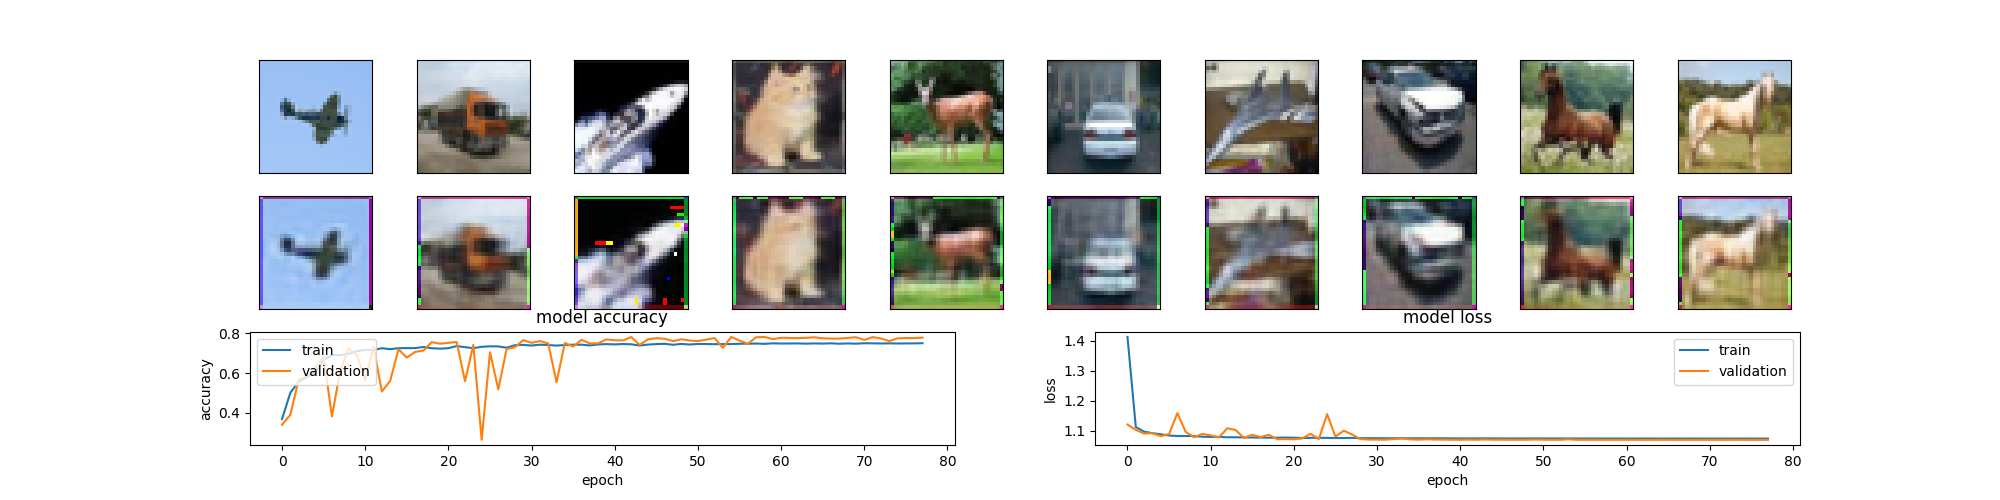 model accuracy
0.8
0.6
0.4
accuracy
train
validation
0 10 20 30 40 50 60 70 80
epoch
model loss
1.4
1.3
1.2
1.1
loss
train
validation
0 10 20 30 40 50 60 70 80
epoch